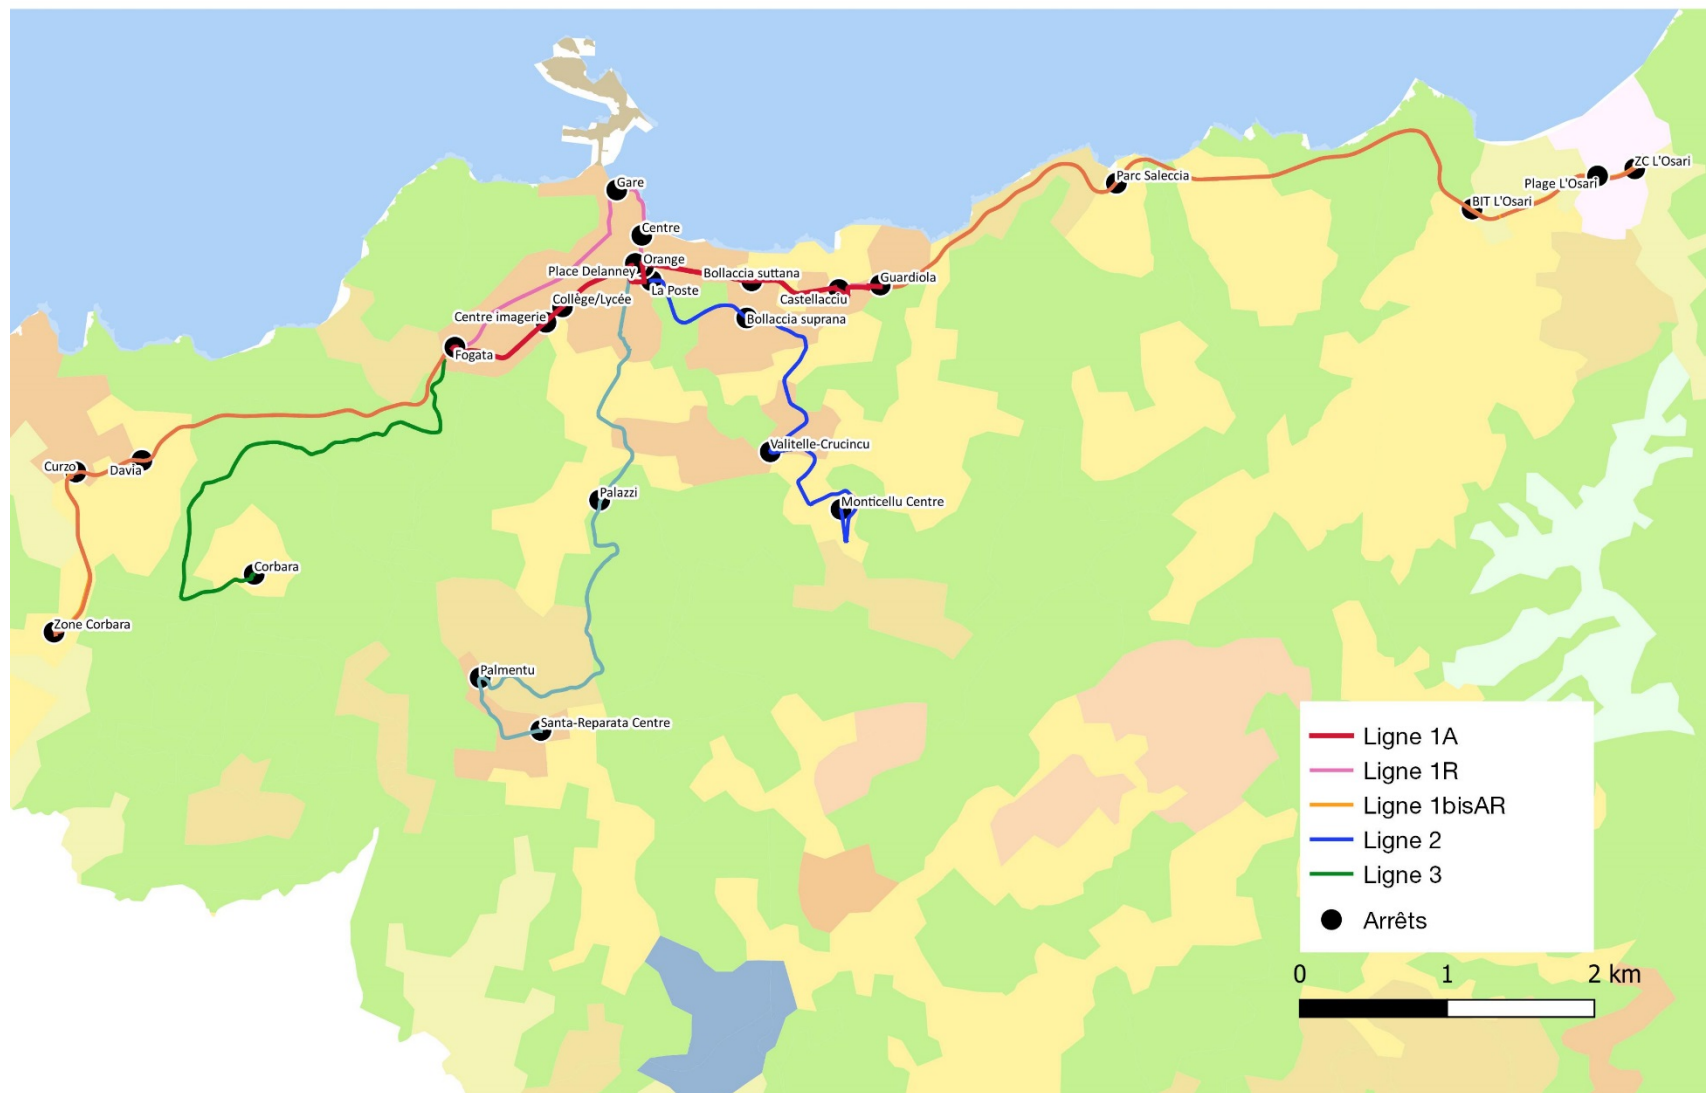 Gare
Centre
Orange
Place Delanney
La Poste
Bollaccia suttana
Castellacciu
Guardiola
Parc Saleccia
ZC L'Osari
Plage L'Osari
BIT L'Osari
Collège/Lycée
Centre imagerie
Bollaccia suprana
Fogata
Curzo
Davia
Valitelle-Crucincu
Palazzi
Monticellu Centre
Corbara
Zone Corbara
Palmentu
Santa-Reparata Centre
Ligne 1A
Ligne 1R
Ligne 1bisAR
Ligne 2
Ligne 3
Arrêts
0 1 2 km